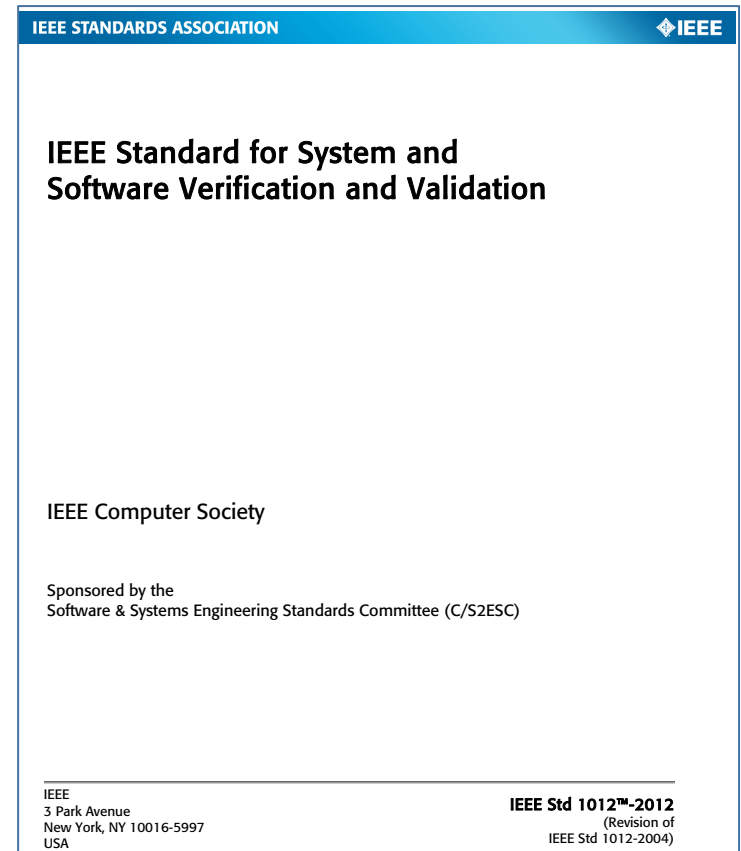 IEEE STANDARDS ASSOCIATION
IEEE
IEEE Standard for System and
Software Verification and Validation
IEEE Computer Society
Sponsored by the
Software & Systems Engineering Standards Committee (C/S2ESC)
IEEE
3 Park Avenue
New York, NY 10016-5997
USA
IEEE Std 1012™-2012
(Revision of
IEEE Std 1012-2004)